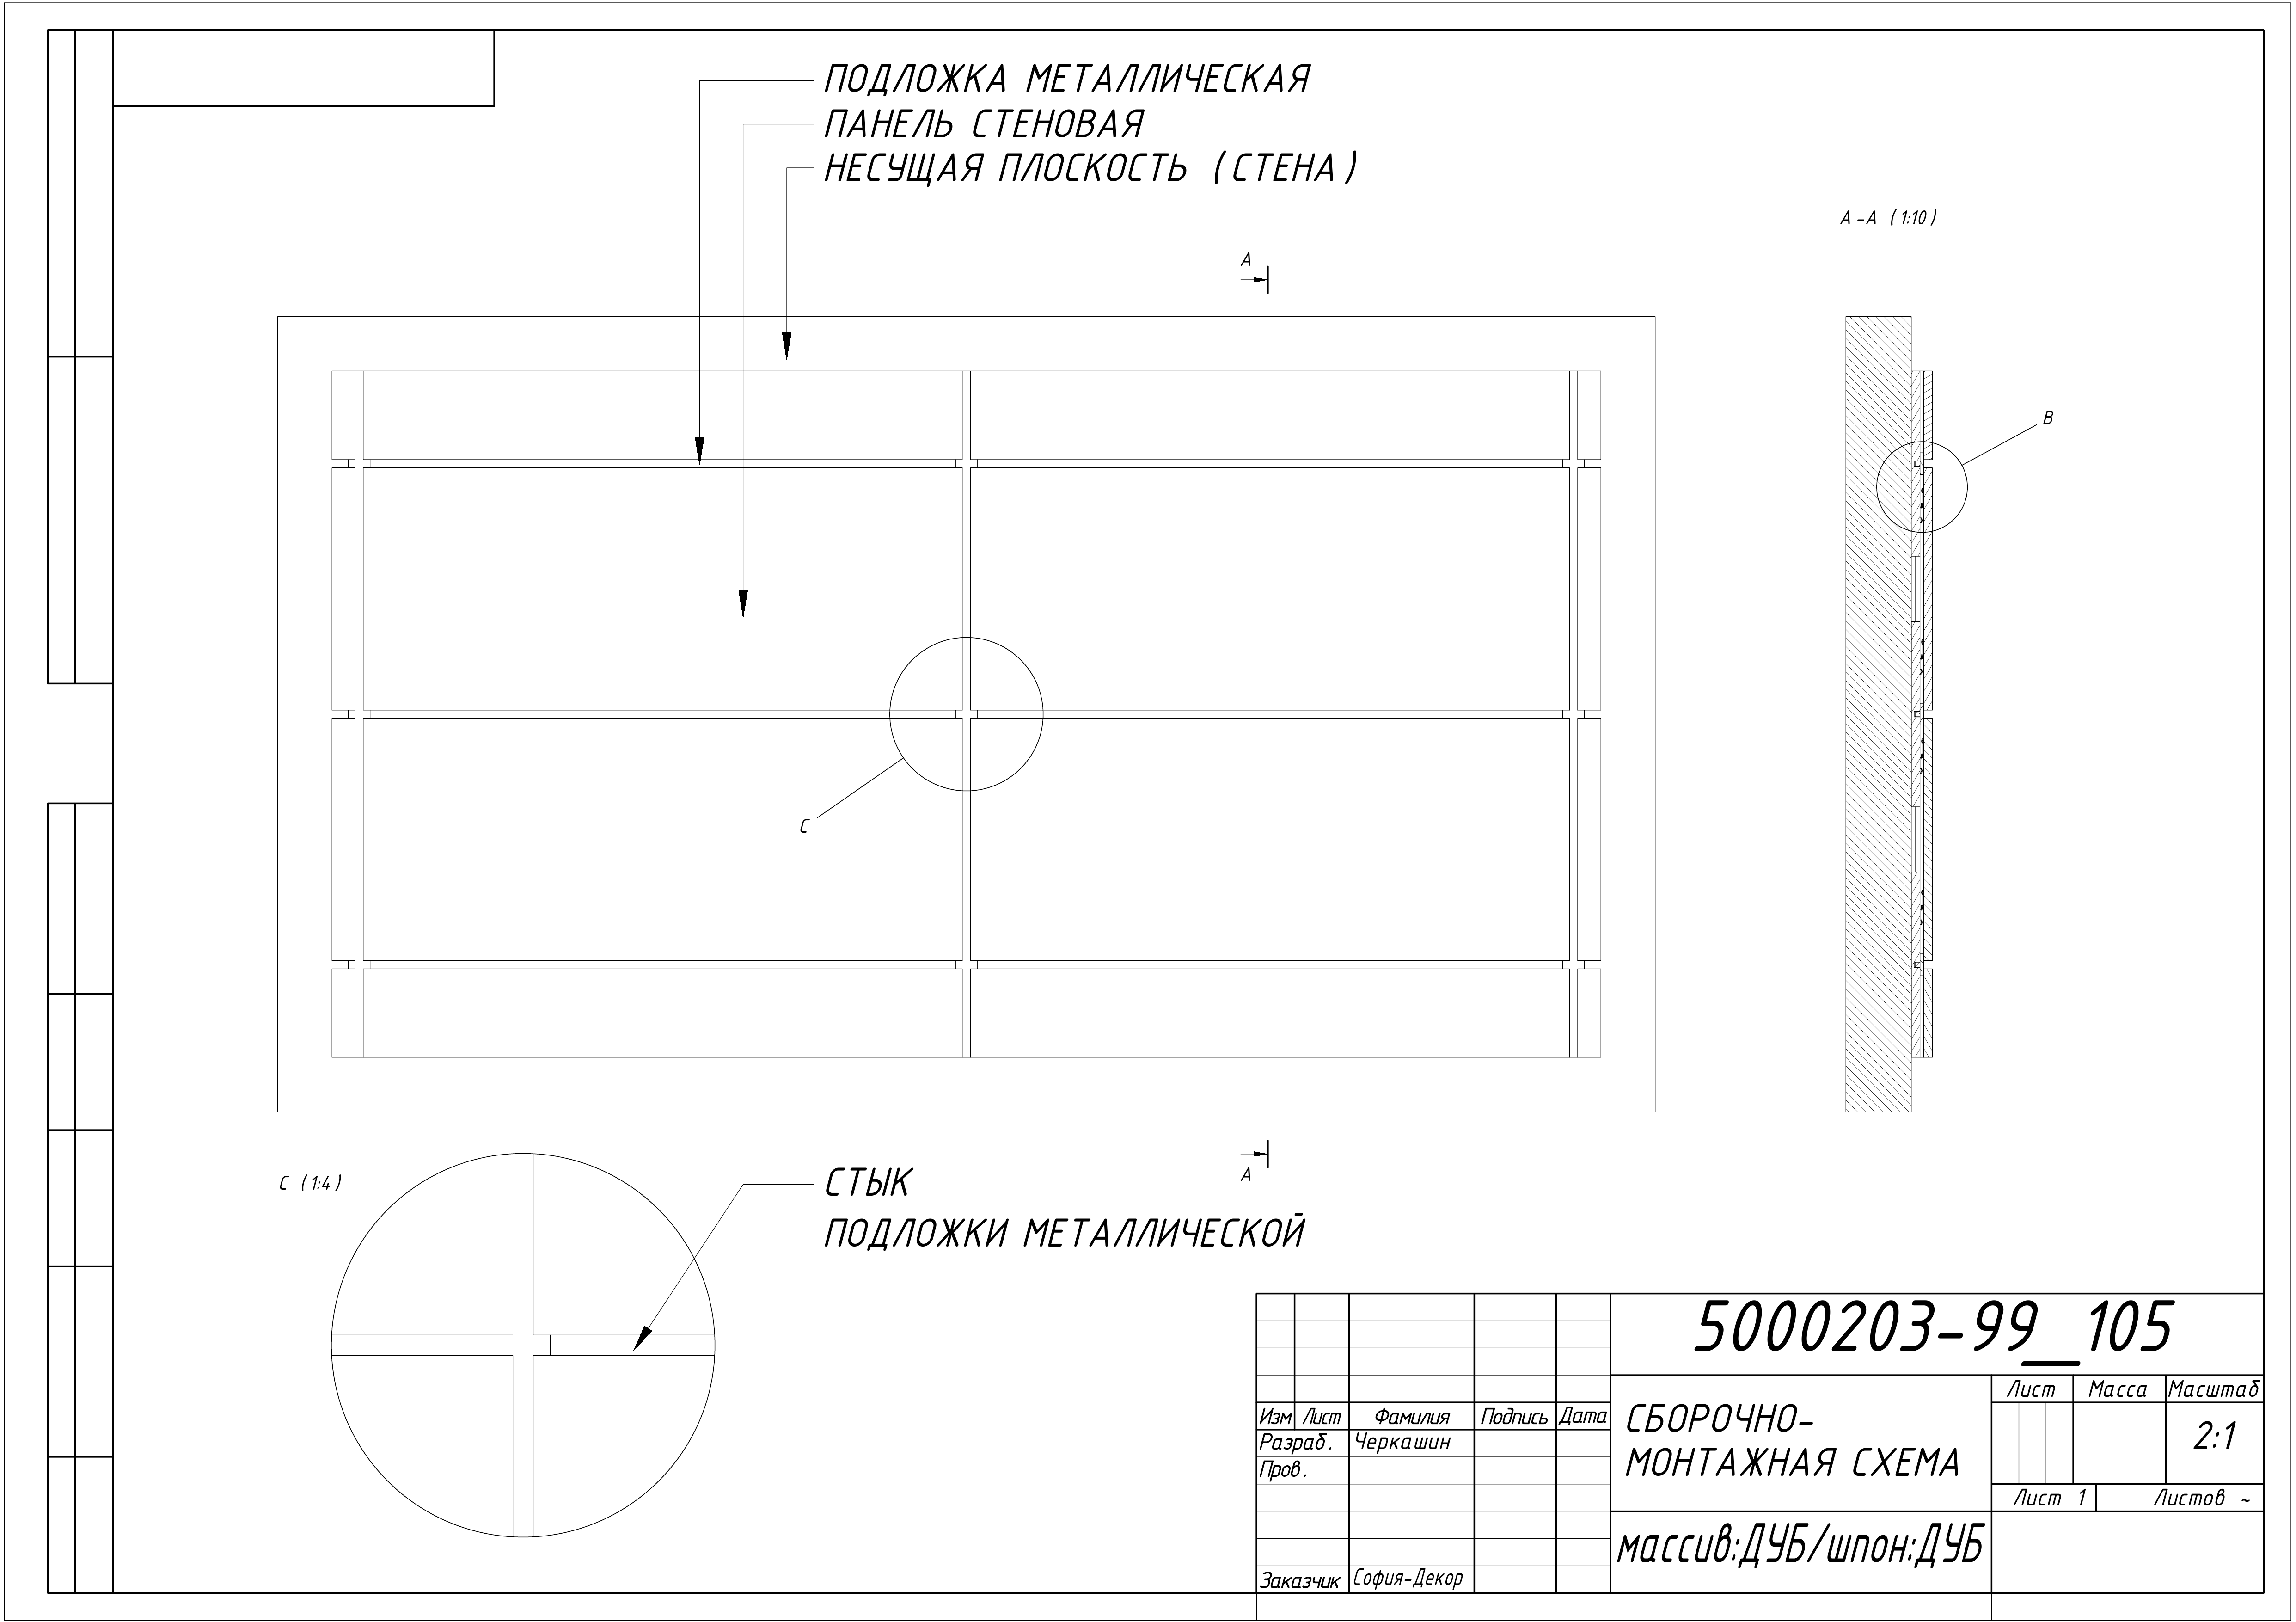 ПОДЛОЖКА МЕТАЛЛИЧЕСКАЯ
ПАНЕЛЬ СТЕНОВАЯ
НЕСУЩАЯ ПЛОСКОСТЬ (СТЕНА)
А-А (1:10)
А
В
С
А
С (1:4)
СТЫК
ПОДЛОЖКИ МЕТАЛЛИЧЕСКОЙ
5000203-99__105
Изм Лист Фамилия Подпись Дата
Разраб. Черкашин
Пров.
Заказчик София-Декор
СБОРОЧНО-
МОНТАЖНАЯ СХЕМА
Лист Масса Масштаб
2:1
Лист 1 Листов ~
массив:ДУБ/шпон:ДУБ